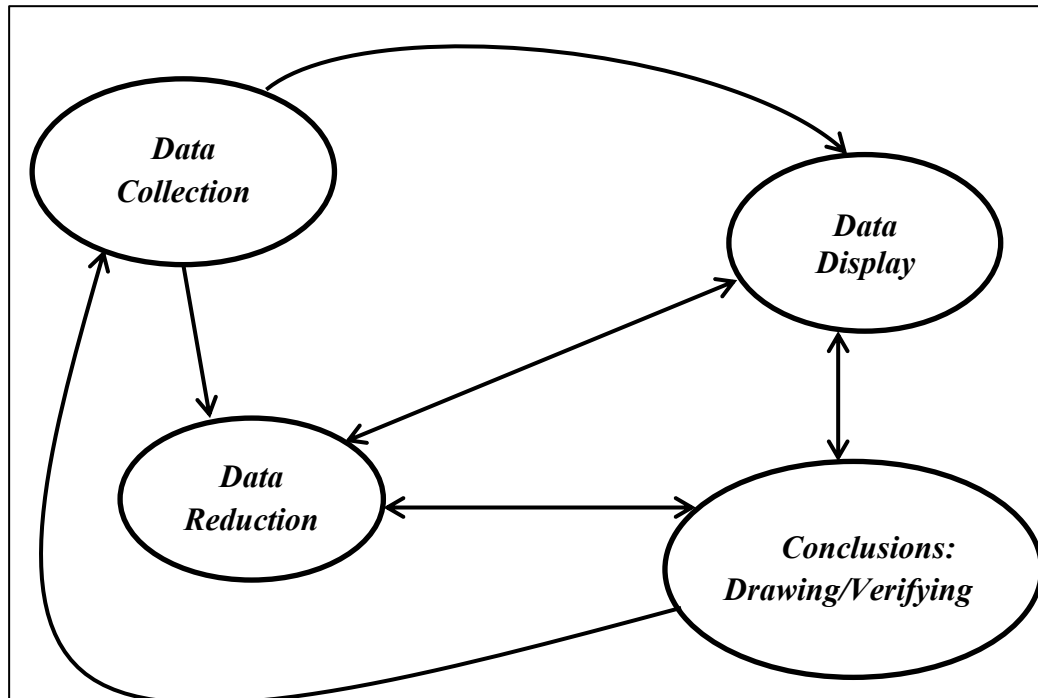 Data
Collection
Data
Display
Data
Reduction
Conclusions:
Drawing/Verifying